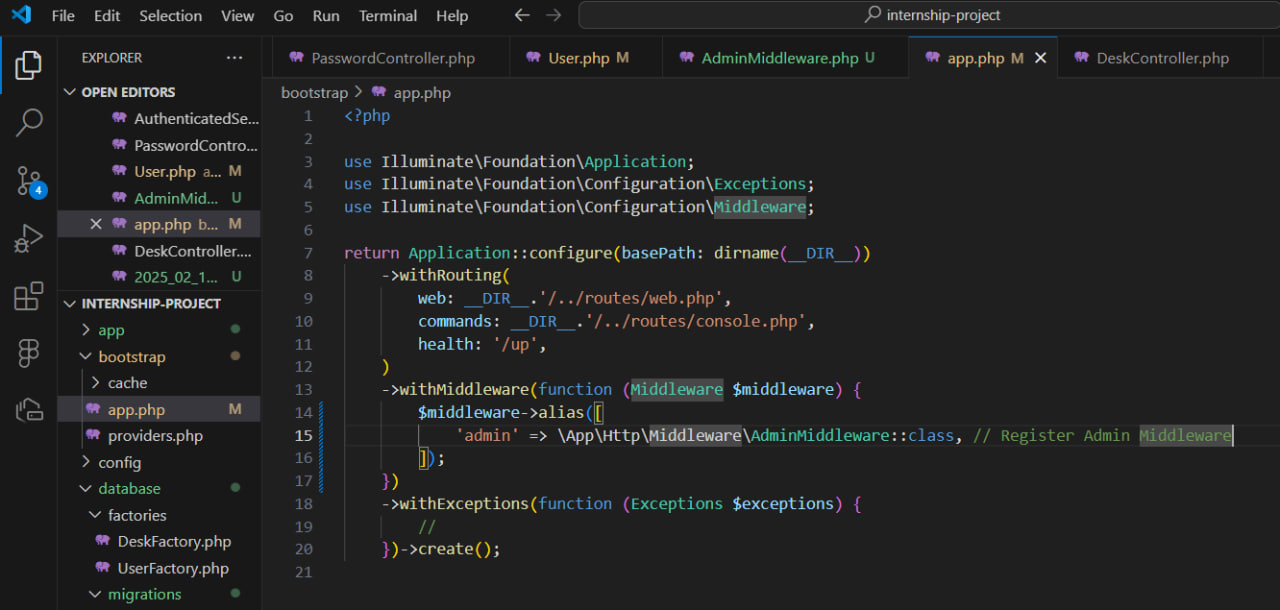 File Edit Selection View Go Run Terminal Help
internship-project
EXPLORER
PasswordController.php
User.php M
AdminMiddleware.php U
app.php M
DeskController.php
OPEN EDITORS
AuthenticatedSe...
PasswordContro...
User.php a... M
AdminMid... U
app.php b... M
DeskController....
2025_02_1... U
4
INTERNSHIP-PROJECT
app
bootstrap
cache
app.php M
providers.php
config
database
factories
DeskFactory.php
UserFactory.php
migrations
bootstrap > app.php
1 <?php
2
3 use Illuminate\Foundation\Application;
4 use Illuminate\Foundation\Configuration\Exceptions;
5 use Illuminate\Foundation\Configuration\Middleware;
6
7 return Application::configure(basePath: dirname(__DIR__))
8 ->withRouting(
9 web: __DIR__.'/../routes/web.php',
10 commands: __DIR__.'/../routes/console.php',
11 health: '/up',
12 )
13 ->withMiddleware(function (Middleware $middleware) {
14 $middleware->alias([
15 'admin' => \App\Http\Middleware\AdminMiddleware::class, // Register Admin Middleware
16 ]);
17 })
18 ->withExceptions(function (Exceptions $exceptions) {
19 //
20 })->create();
21